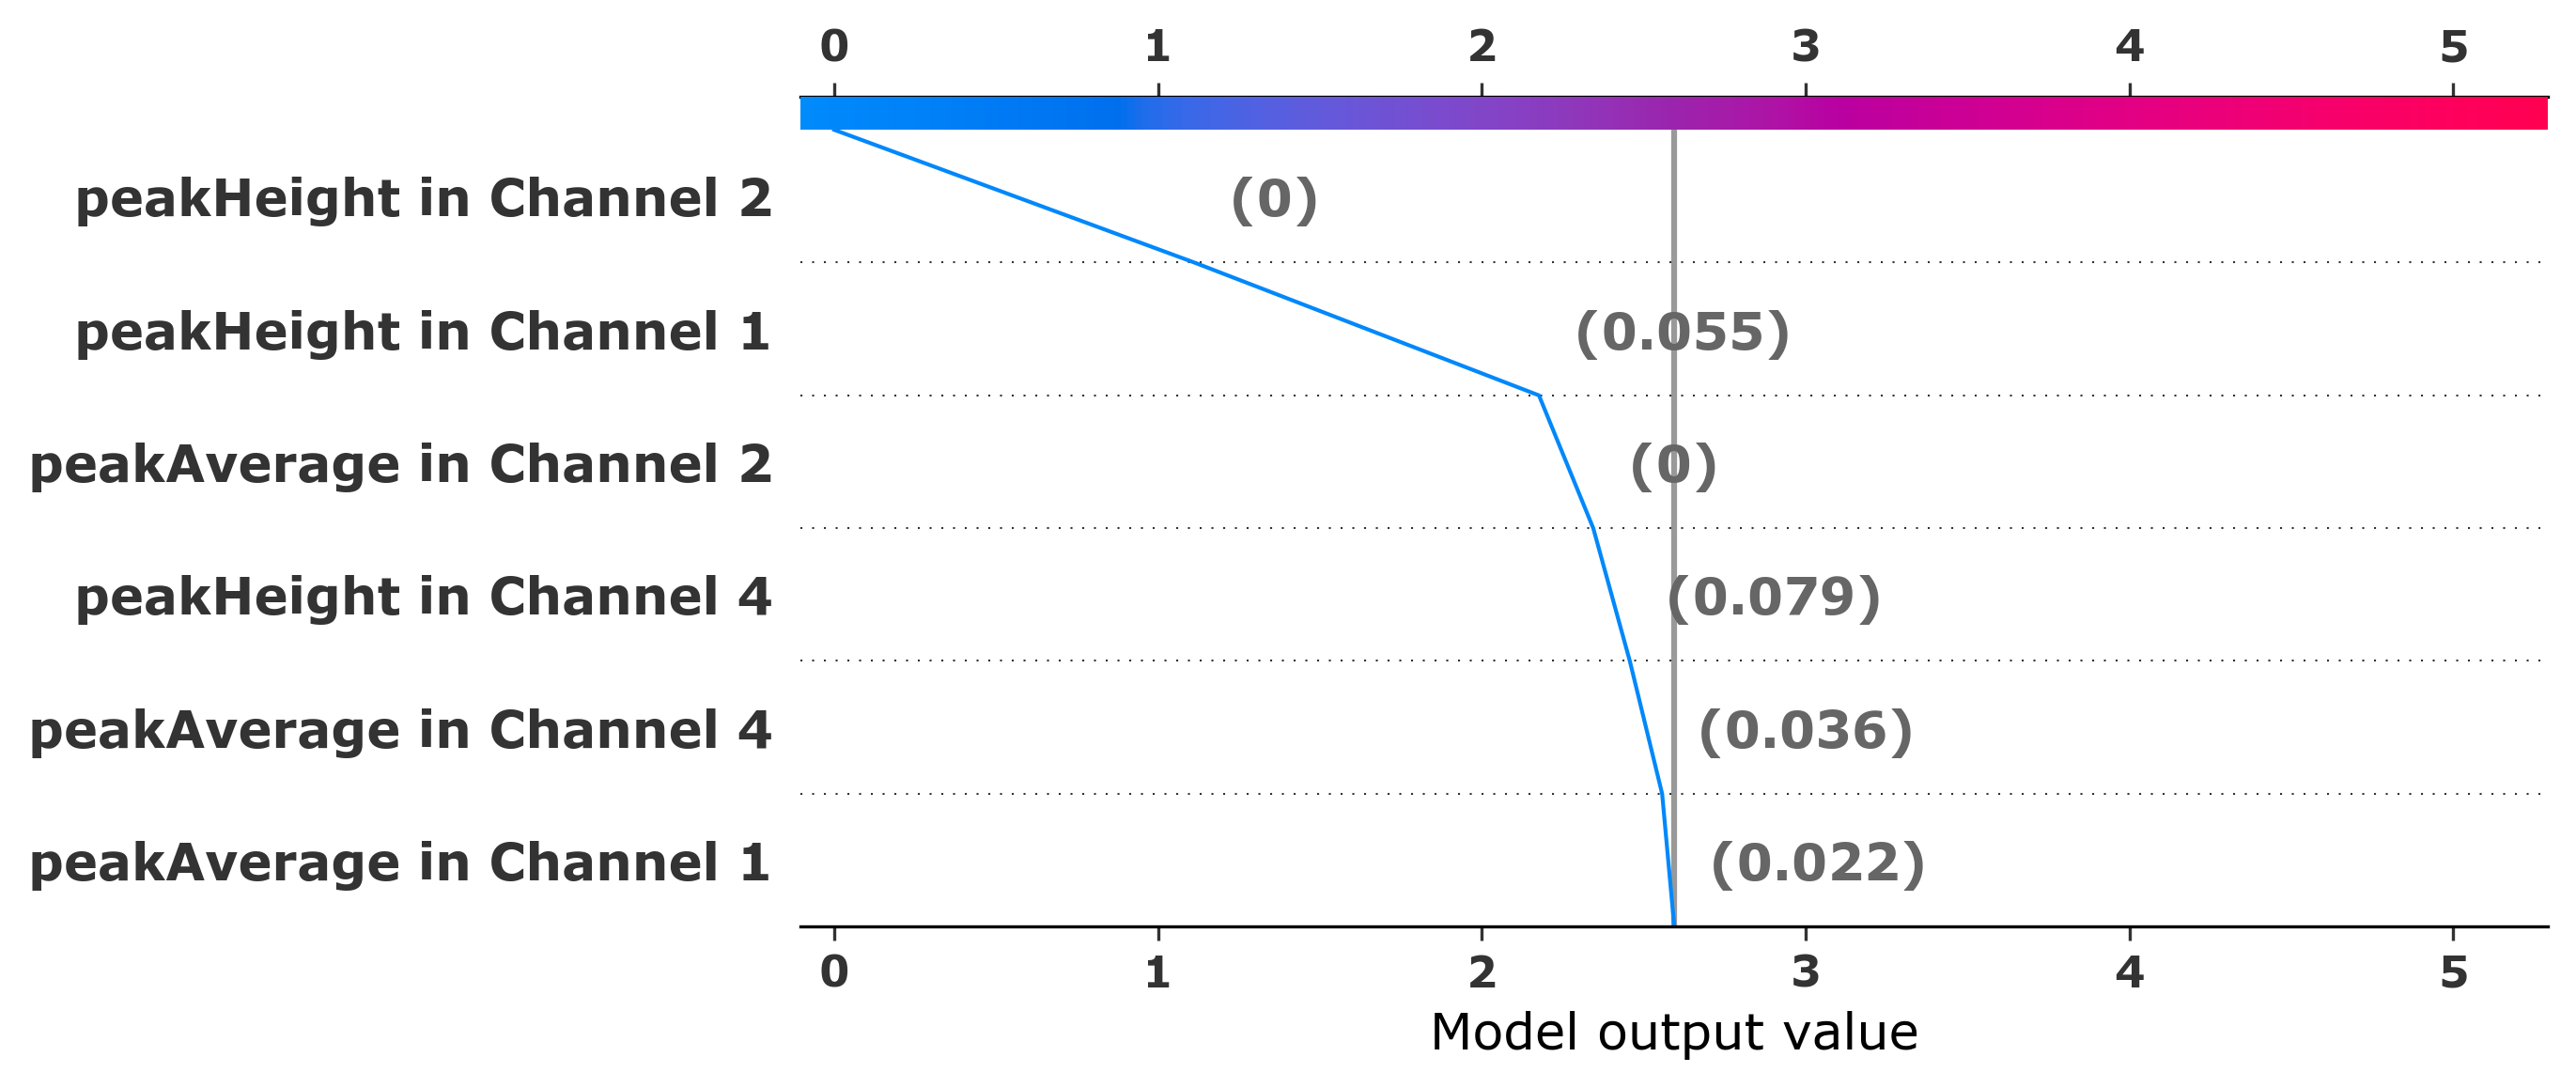 0 1 2 3 4 5
peakHeight in Channel 2 (0)
peakHeight in Channel 1 (0.055)
peakAverage in Channel 2 (0)
peakHeight in Channel 4 (0.079)
peakAverage in Channel 4 (0.036)
peakAverage in Channel 1 (0.022)
0 1 2 3 4 5
Model output value